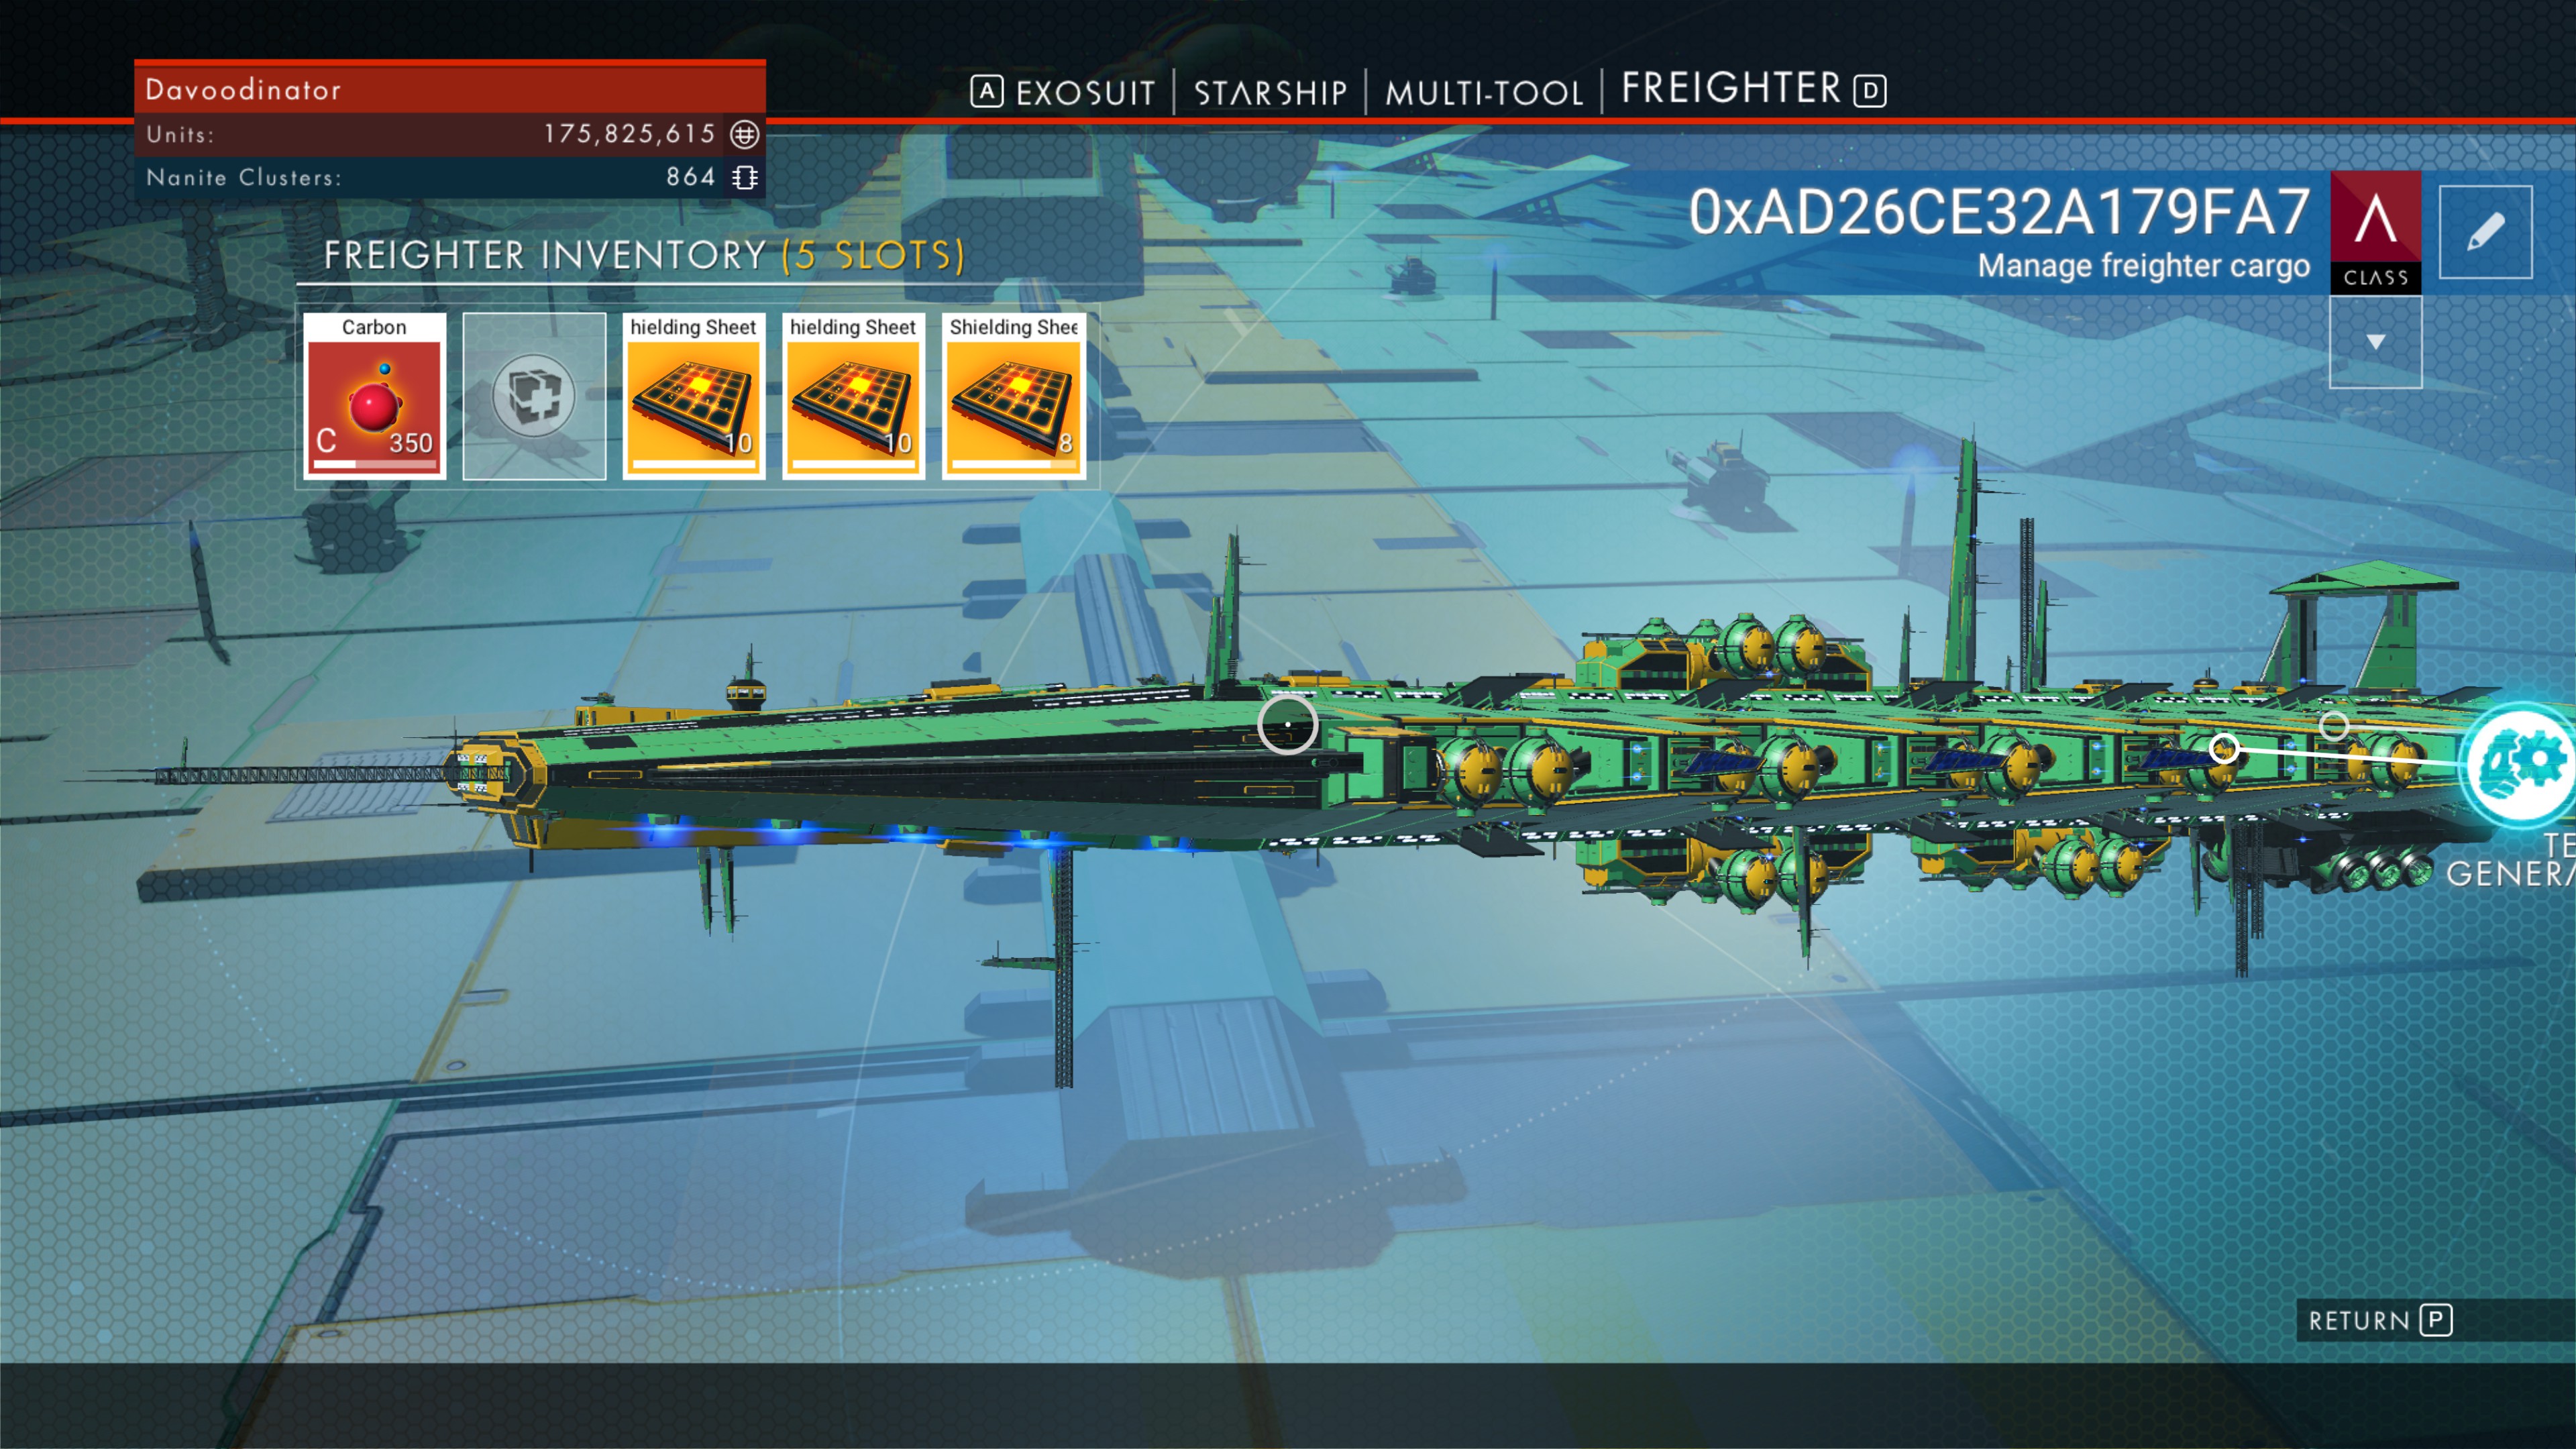 Davoodinator
Units: 175,825,615
Nanite Clusters: 864
A EXOSUIT STARSHIP MULTI-TOOL FREIGHTER D
0xAD26CE32A179FA7
Manage freighter cargo
A
CLASS
FREIGHTER INVENTORY (5 SLOTS)
Carbon
C 350
hielding Sheet
10
hielding Sheet
10
Shielding Shee
8
TE
GENERA
RETURN P